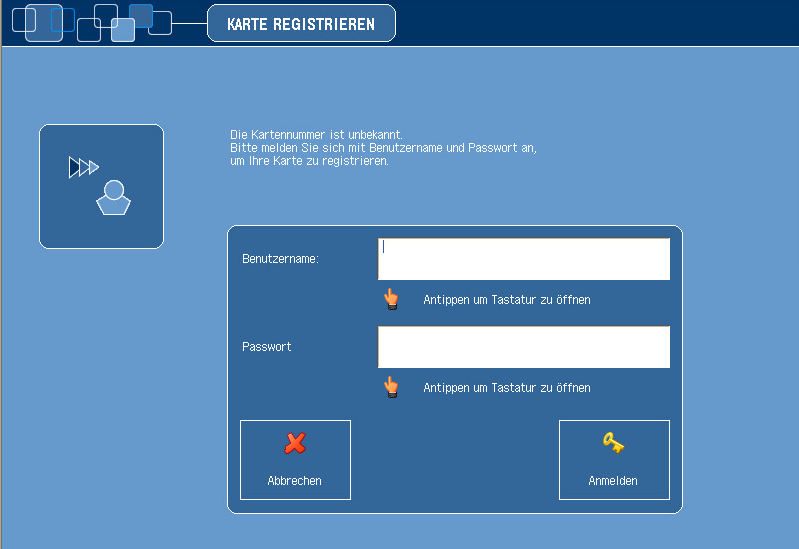 KARTE REGISTRIEREN
Die Kartennummer ist unbekannt.
Bitte melden Sie sich mit Benutzername und Passwort an,
um Ihre Karte zu registrieren.
Benutzername:
Antippen um Tastatur zu öffnen
Passwort
Antippen um Tastatur zu öffnen
Abbrechen
Anmelden